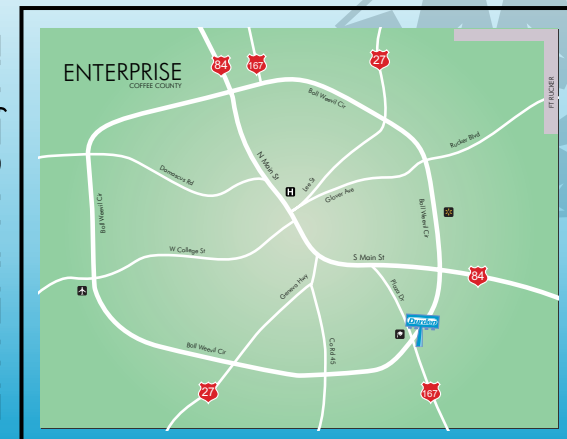 ENTERPRISE
COFFEE COUNTY
84
167
27
FT RUCKER
Boll Weevil Cir
Rucker Blvd
N Main St
Damascus Rd
H
Lee St
Glover Ave
Boll Weevil Cir
Boll Weevil Cir
W College St
S Main St
84
Geneva Hwy
Plaza Dr
Durden
Boll Weevil Cir
Co Rd 45
27
167